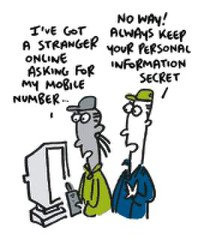 I'VE GOT
A STRANGER
ONLINE
ASKING FOR
MY MOBILE
NUMBER...
NO WAY!
ALWAYS KEEP
YOUR PERSONAL
INFORMATION
SECRET